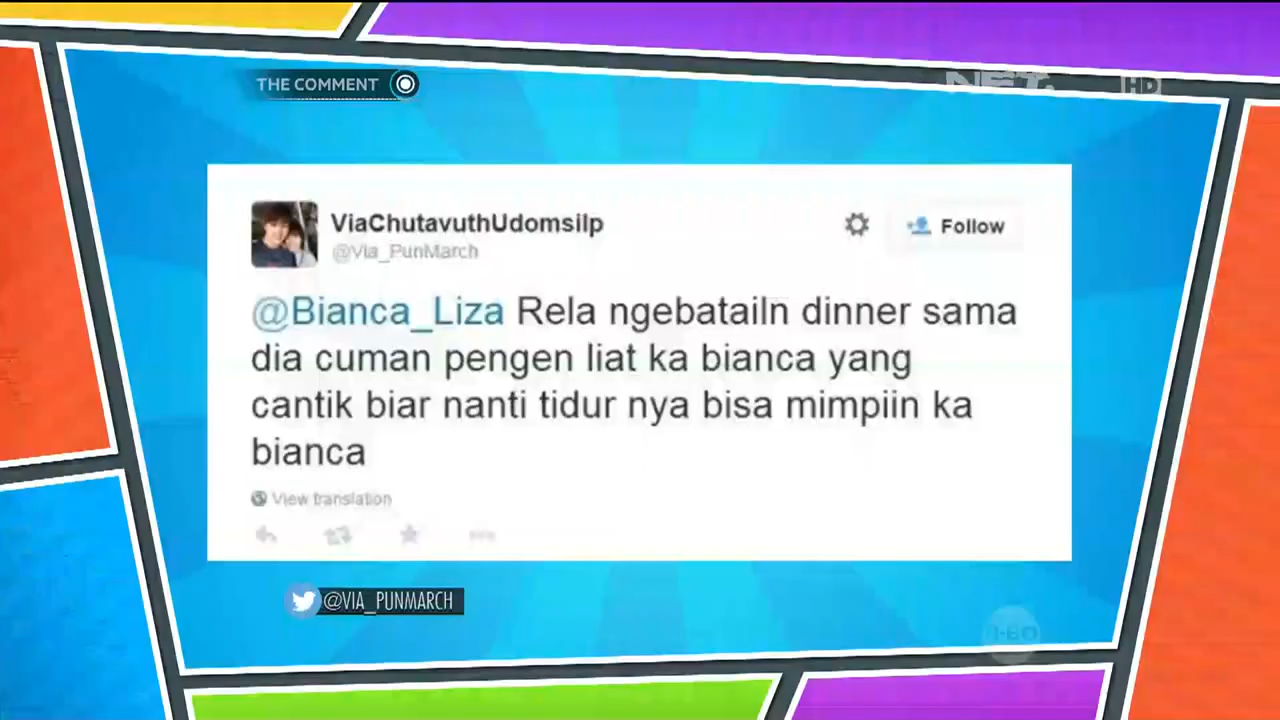 THE COMMENT
NET.
HD
ViaChutavuthUdomsilp
@Via_PunMarch
Follow
@Bianca_Liza Rela ngebatailn dinner sama
dia cuman pengen liat ka bianca yang
cantik biar nanti tidur nya bisa mimpiin ka
bianca
View translation
@VIA_PUNMARCH